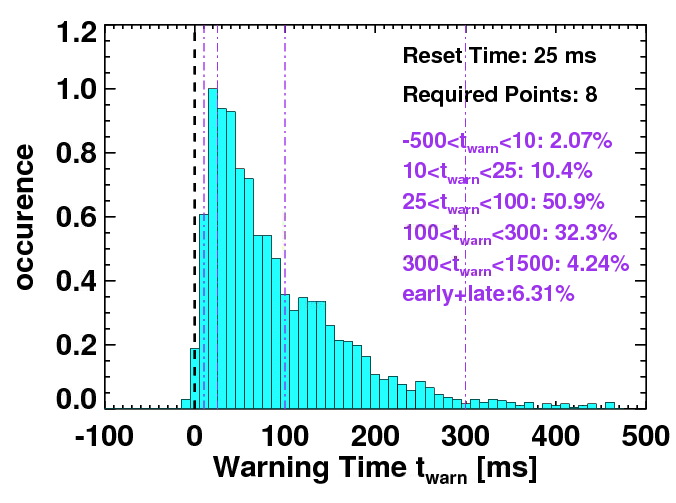 1.2
1.0
0.8
0.6
0.4
0.2
0.0
occurence
Reset Time: 25 ms
Required Points: 8
-500<twarn<10: 2.07%
10<twarn<25: 10.4%
25<twarn<100: 50.9%
100<twarn<300: 32.3%
300<twarn<1500: 4.24%
early+late:6.31%
-100 0 100 200 300 400 500
Warning Time twarn [ms]